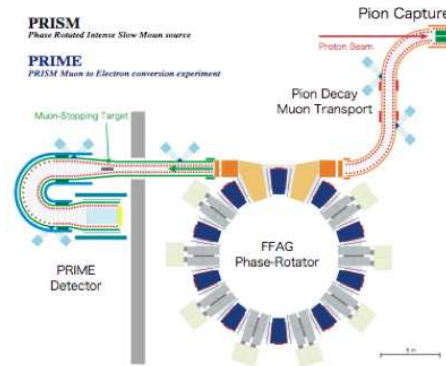 PRISM
Phase Rotated Intense Slow Moun source
PRIME
PRISM Muon to Electron conversion experiment
Pion Capture
Proton Beam
Pion Decay
Muon Transport
Muon-Stopping Target
FFAG
Phase-Rotator
PRIME
Detector
5 m